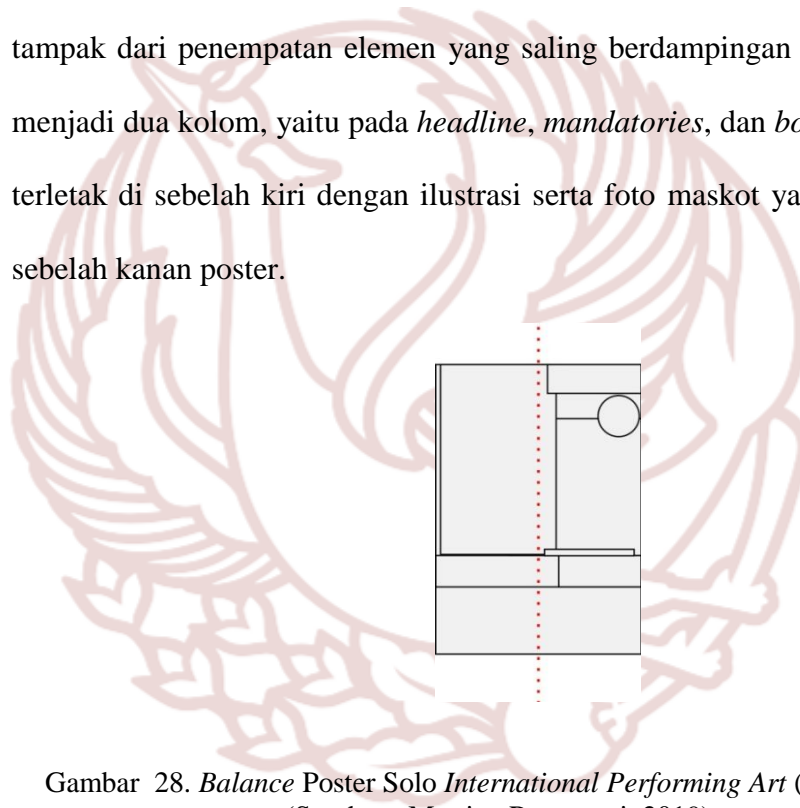 tampak dari penempatan elemen yang saling berdampingan
menjadi dua kolom, yaitu pada headline, mandatories, dan
terletak di sebelah kiri dengan ilustrasi serta foto maskot
sebelah kanan poster.
Gambar 28. Balance Poster Solo International Performing Art (